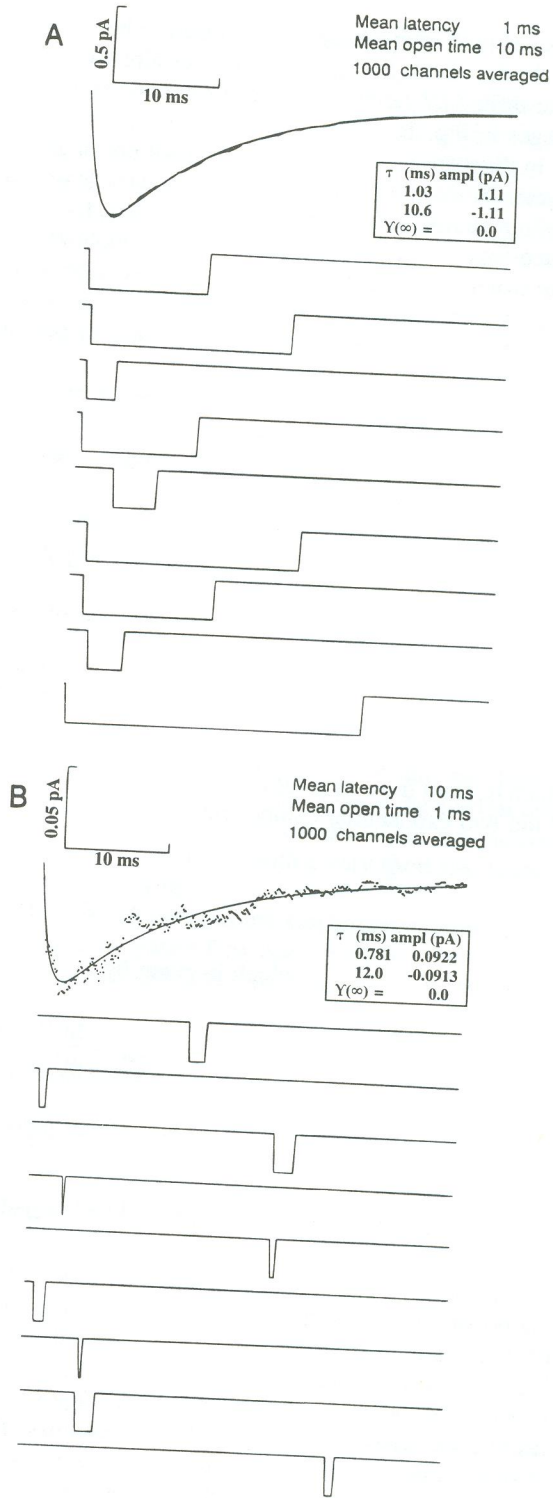 A
0.5 pA
10 ms
Mean latency 1 ms
Mean open time 10 ms
1000 channels averaged
τ (ms) ampl (pA)
1.03 1.11
10.6 -1.11
Y(∞) = 0.0
B
0.05 pA
10 ms
Mean latency 10 ms
Mean open time 1 ms
1000 channels averaged
τ (ms) ampl (pA)
0.781 0.0922
12.0 -0.0913
Y(∞) = 0.0